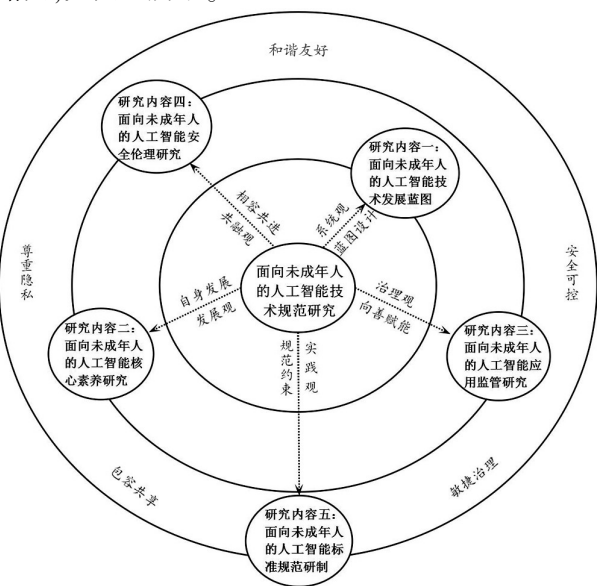 和谐友好
研究内容四：
面向未成年人
的人工智能安
全伦理研究
研究内容一：
面向未成年人
的人工智能技
术发展蓝图
相容共进
共融观
系统观
蓝图设计
尊重隐私
安全可控
面向未成年人
的人工智能技
术规范研究
自身发展
发展观
治理观
向善赋能
研究内容二：
面向未成年人
的人工智能核
心素养研究
研究内容三：
面向未成年人
的人工智能应
用监管研究
规范约束
实践观
包容共享
敏捷治理
研究内容五：
面向未成年人
的人工智能标
准规范研制